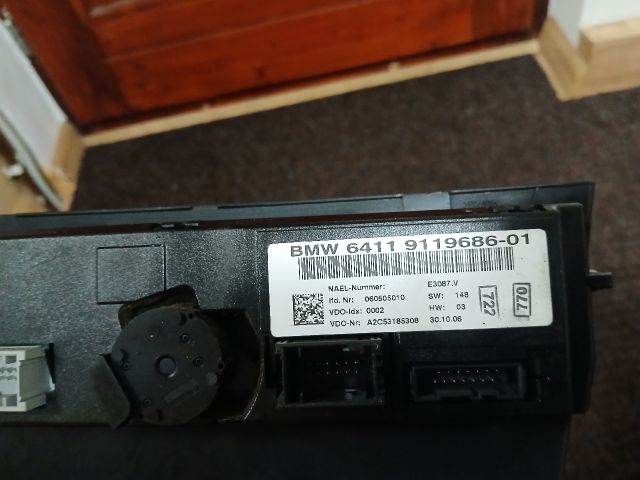 BMW 6411 9119686-01
NAEL-Nummer: E3087.V
lfd. Nr: 060505010 SW: 148
VDO-Idx: 0002 HW: 03
VDO-Nr: A2C53185308 30.10.06
722
770